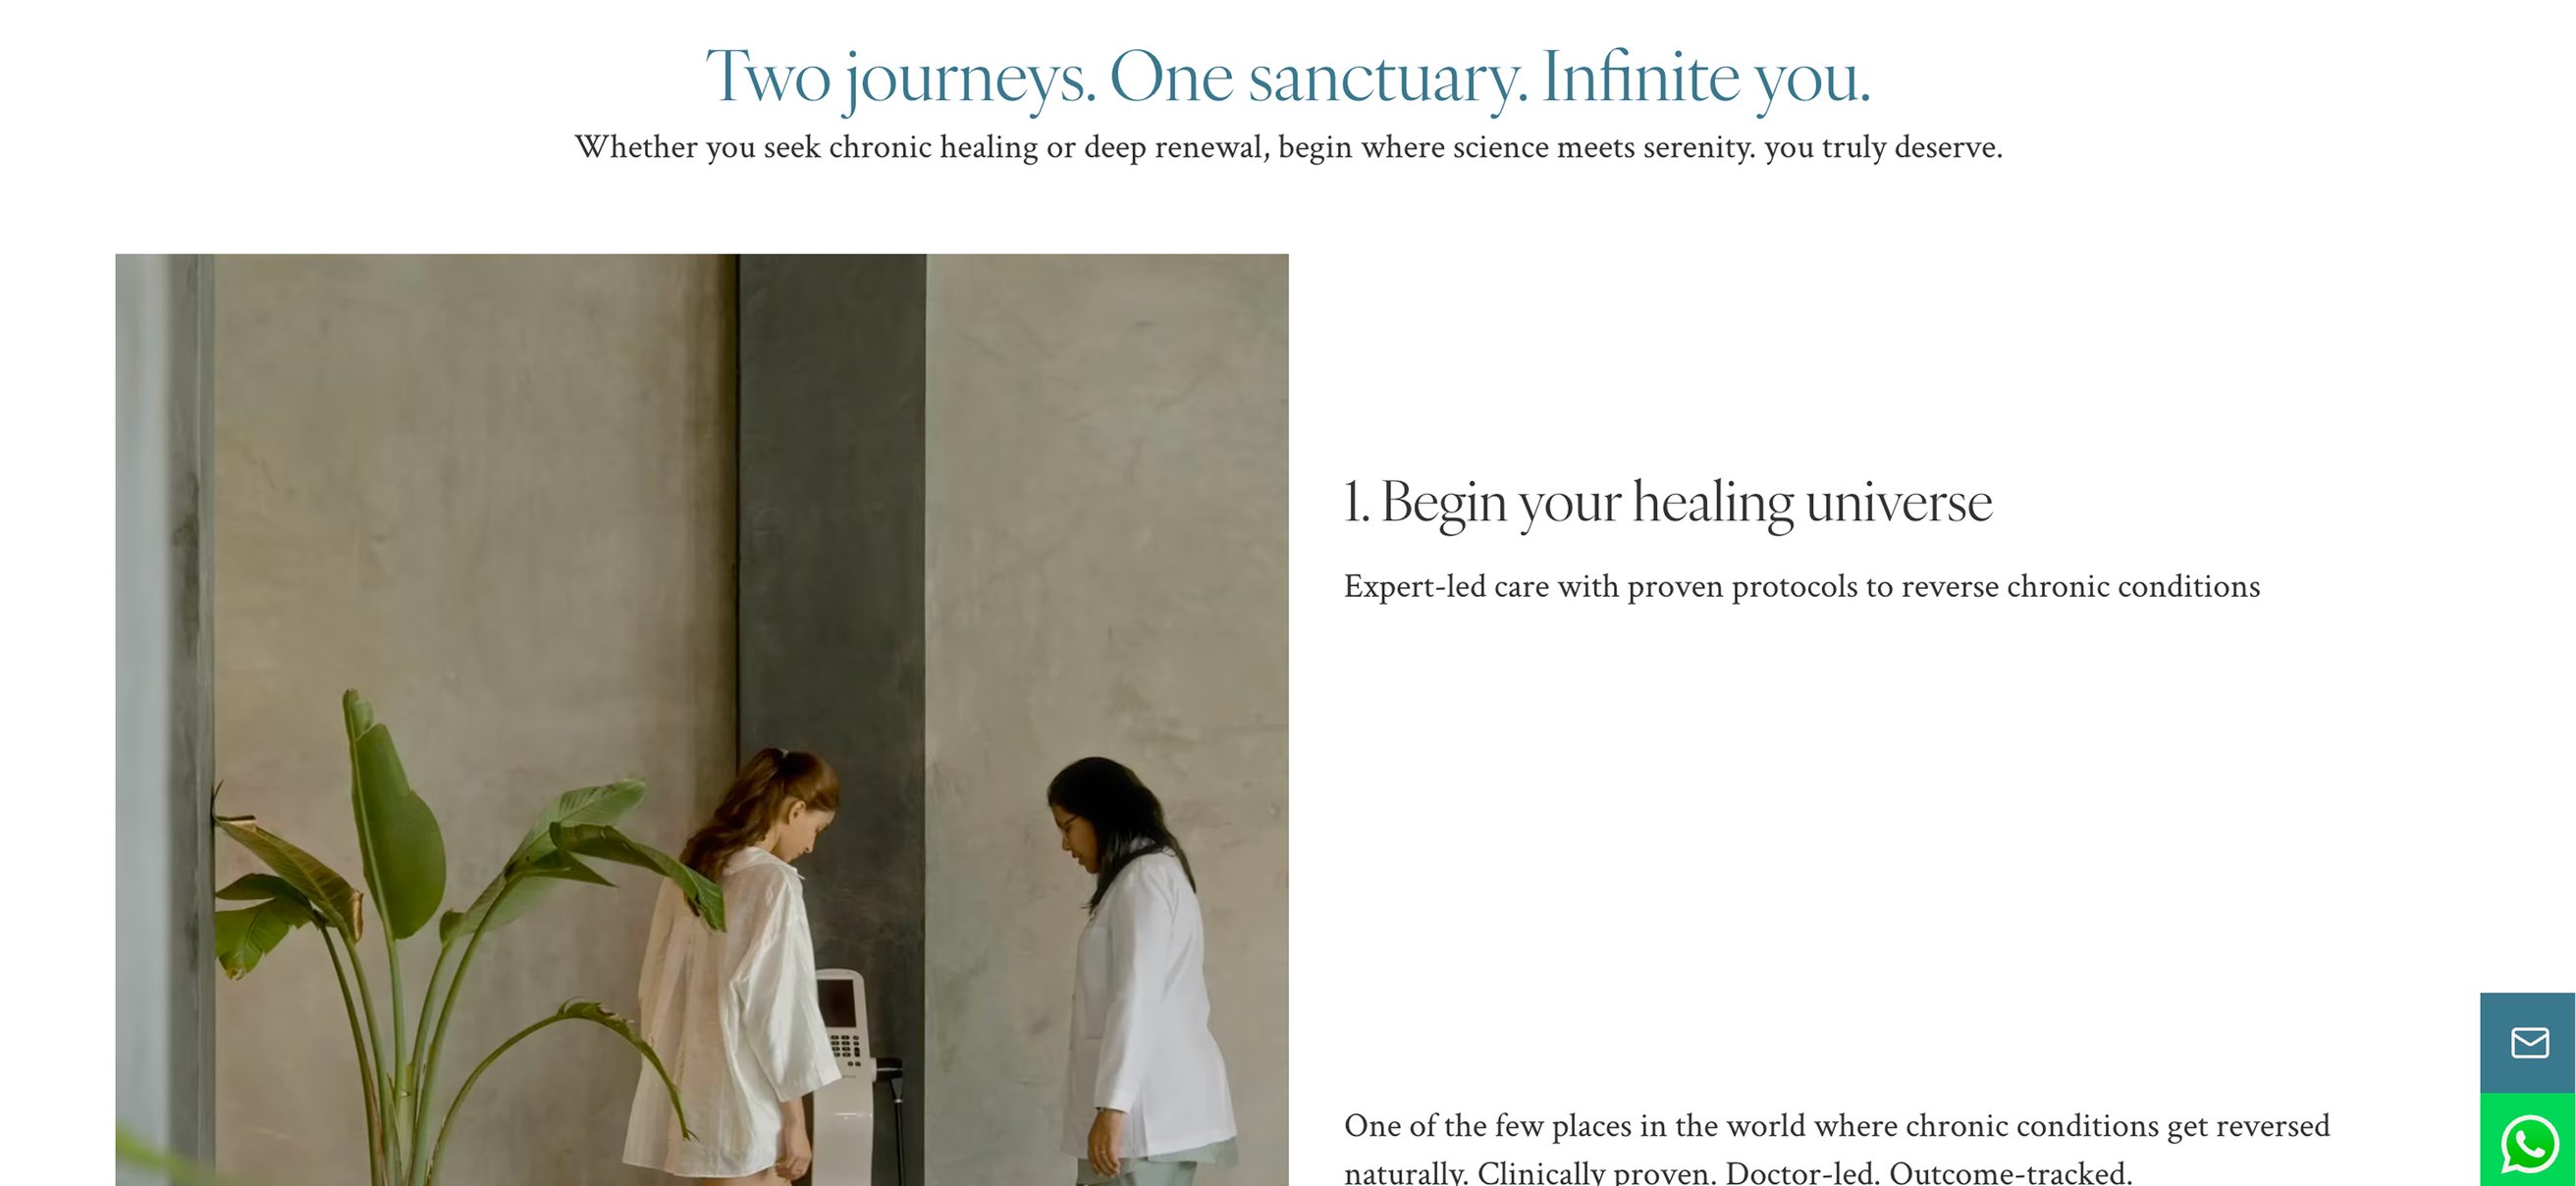 Two journeys. One sanctuary. Infinite you.
Whether you seek chronic healing or deep renewal, begin where science meets serenity. you truly deserve.
1. Begin your healing universe
Expert-led care with proven protocols to reverse chronic conditions
One of the few places in the world where chronic conditions get reversed
naturally. Clinically proven. Doctor-led. Outcome-tracked.